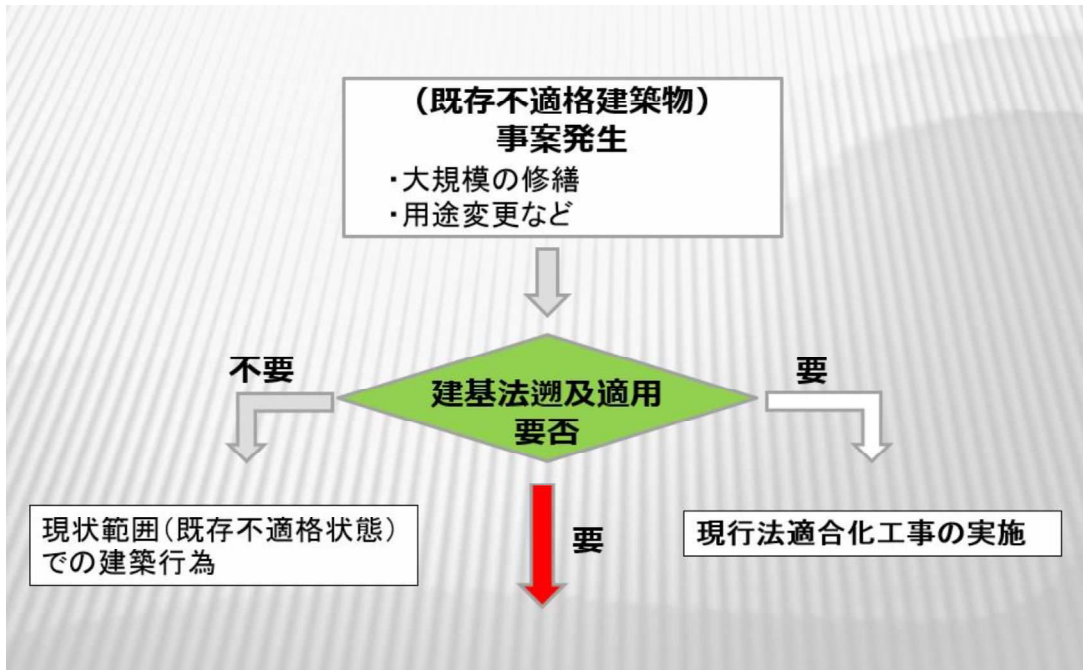 （既存不適格建築物）
事案発生
・大規模の修繕
・用途変更など
不要
要
建基法遡及適用
要否
現状範囲（既存不適格状態）
での建築行為
要
現行法適合化工事の実施